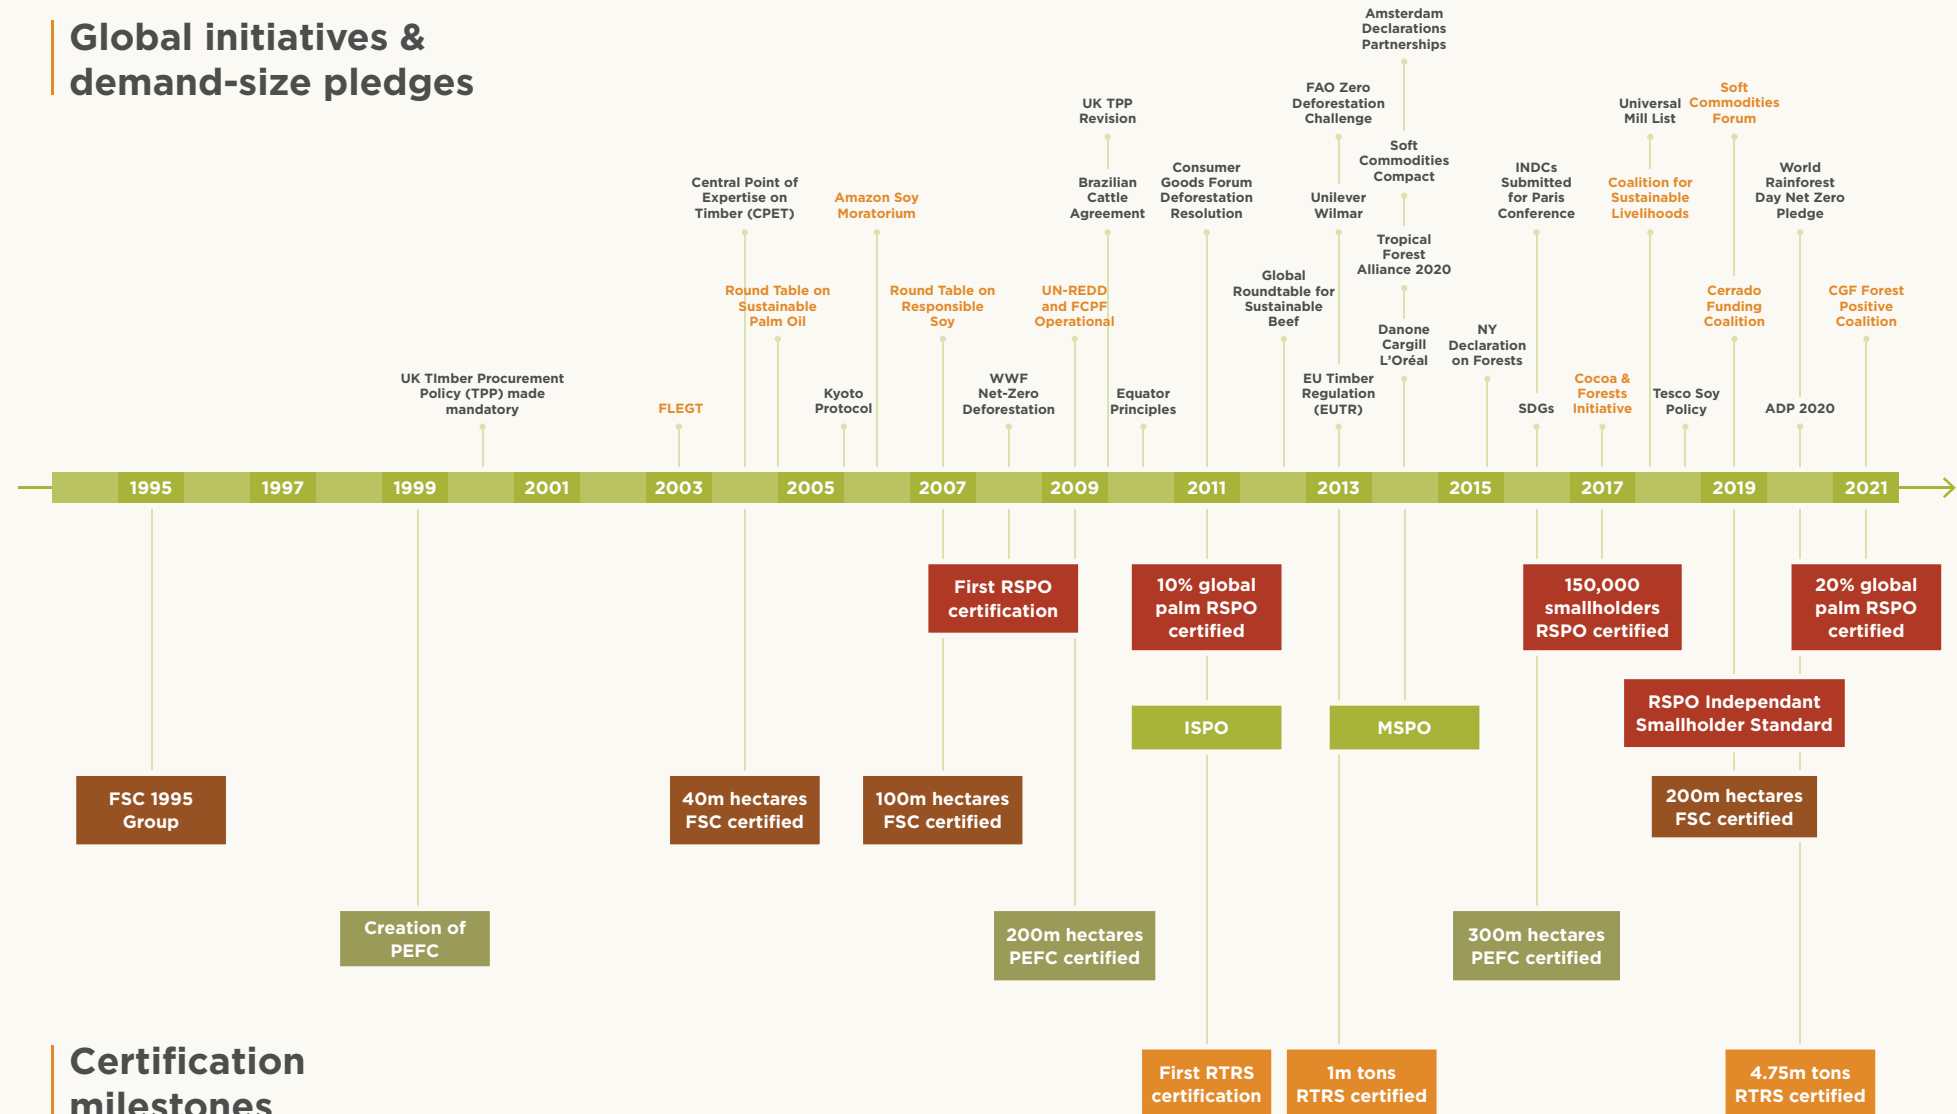 Global initiatives &
demand-size pledges
Amsterdam
Declarations
Partnerships
UK TPP
Revision
FAO Zero
Deforestation
Challenge
Universal
Mill List
Soft
Commodities
Forum
Central Point of
Expertise on
Timber (CPET)
Amazon Soy
Moratorium
Brazilian
Cattle
Agreement
Consumer
Goods Forum
Deforestation
Resolution
Unilever
Wilmar
Soft
Commodities
Compact
INDCs
Submitted
for Paris
Conference
Coalition for
Sustainable
Livelihoods
World
Rainforest
Day Net Zero
Pledge
Tropical
Forest
Alliance 2020
Round Table on
Sustainable
Palm Oil
Round Table on
Responsible
Soy
UN-REDD
and FCPF
Operational
Global
Roundtable for
Sustainable
Beef
Danone
Cargill
L'Oréal
NY
Declaration
on Forests
Cerrado
Funding
Coalition
CGF Forest
Positive
Coalition
UK TImber Procurement
Policy (TPP) made
mandatory
FLEGT
Kyoto
Protocol
WWF
Net-Zero
Deforestation
Equator
Principles
EU Timber
Regulation
(EUTR)
SDGs
Cocoa &
Forests
Initiative
Tesco Soy
Policy
ADP 2020
1995
1997
1999
2001
2003
2005
2007
2009
2011
2013
2015
2017
2019
2021
First RSPO
certification
10% global
palm RSPO
certified
150,000
smallholders
RSPO certified
20% global
palm RSPO
certified
RSPO Independant
Smallholder Standard
ISPO
MSPO
FSC 1995
Group
40m hectares
FSC certified
100m hectares
FSC certified
200m hectares
FSC certified
Creation of
PEFC
200m hectares
PEFC certified
300m hectares
PEFC certified
Certification
milestones
First RTRS
certification
1m tons
RTRS certified
4.75m tons
RTRS certified